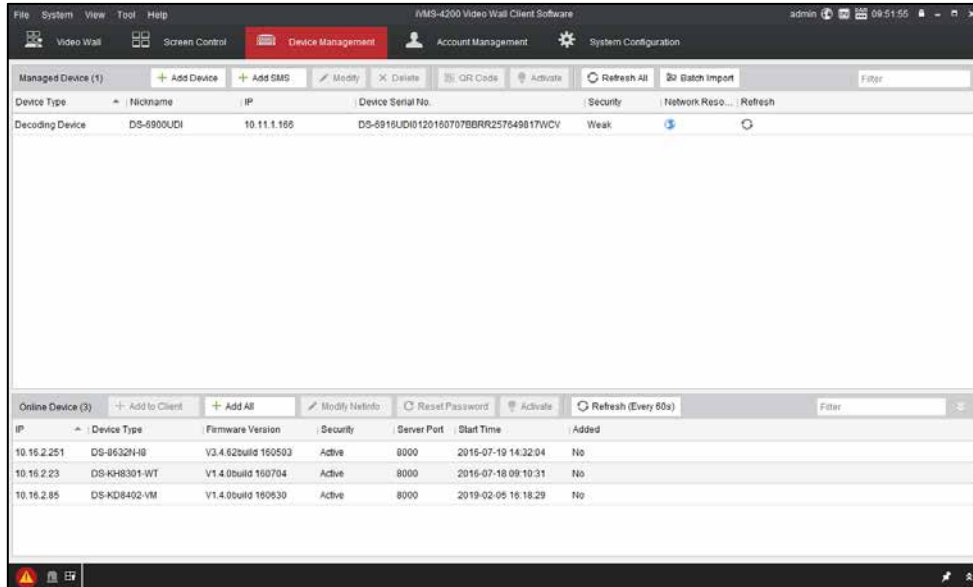 File System View Tool Help iVMS-4200 Video Wall Client Software admin 09:51:55
Video Wall Screen Control Device Management Account Management System Configuration
Managed Device (1) Add Device Add SMS Modify Delete QR Code Activate Refresh All Batch Import Filter
Device Type Nickname IP Device Serial No. Security Network Reso... Refresh
Decoding Device DS-6900UDI 10.11.1.166 DS-6916UDI0120160707BBRR257649817WCV Weak
Online Device (3) Add to Client Add All Modify Netinfo Reset Password Activate Refresh (Every 60s) Filter
IP Device Type Firmware Version Security Server Port Start Time Added
10.16.2.251 DS-8632N-I8 V3.4.62build 160503 Active 8000 2016-07-19 14:32:04 No
10.16.2.23 DS-KH8301-WT V1.4.0build 160704 Active 8000 2016-07-18 09:10:31 No
10.16.2.85 DS-KD8402-VM V1.4.0build 160630 Active 8000 2019-02-05 16:18:29 No